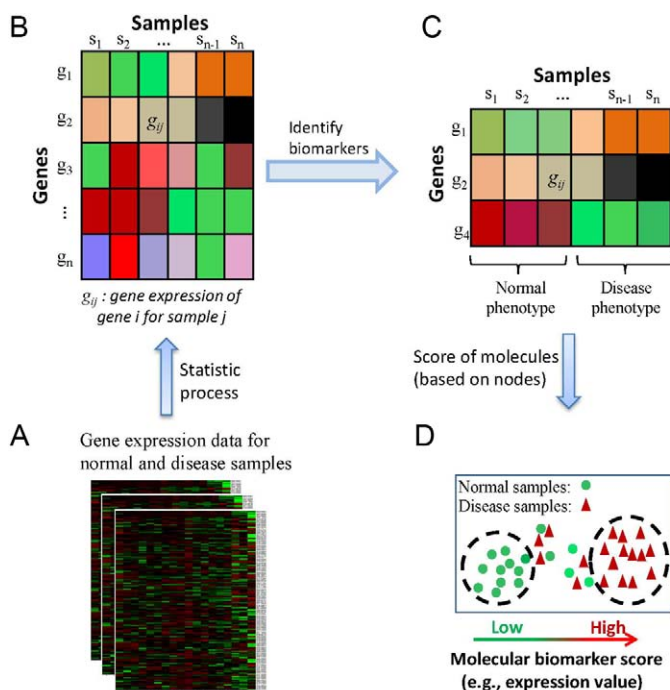 B
Samples
s1 s2 ... sn-1 sn
Genes
g1
g2
gij
g3
...
gn
gij : gene expression of
gene i for sample j
Identify
biomarkers
C
Samples
s1 s2 ... sn-1 sn
Genes
g1
g2
gij
g4
Normal
phenotype
Disease
phenotype
Statistic
process
Score of molecules
(based on nodes)
A
Gene expression data for
normal and disease samples
D
Normal samples:
Disease samples:
Low
High
Molecular biomarker score
(e.g., expression value)